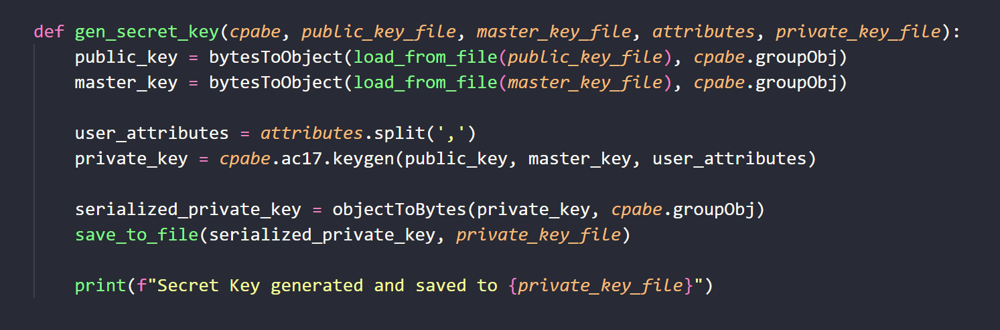 def gen_secret_key(cpabe, public_key_file, master_key_file, attributes, private_key_file):
    public_key = bytesToObject(load_from_file(public_key_file), cpabe.groupObj)
    master_key = bytesToObject(load_from_file(master_key_file), cpabe.groupObj)

    user_attributes = attributes.split(',')
    private_key = cpabe.ac17.keygen(public_key, master_key, user_attributes)

    serialized_private_key = objectToBytes(private_key, cpabe.groupObj)
    save_to_file(serialized_private_key, private_key_file)

    print(f"Secret Key generated and saved to {private_key_file}")